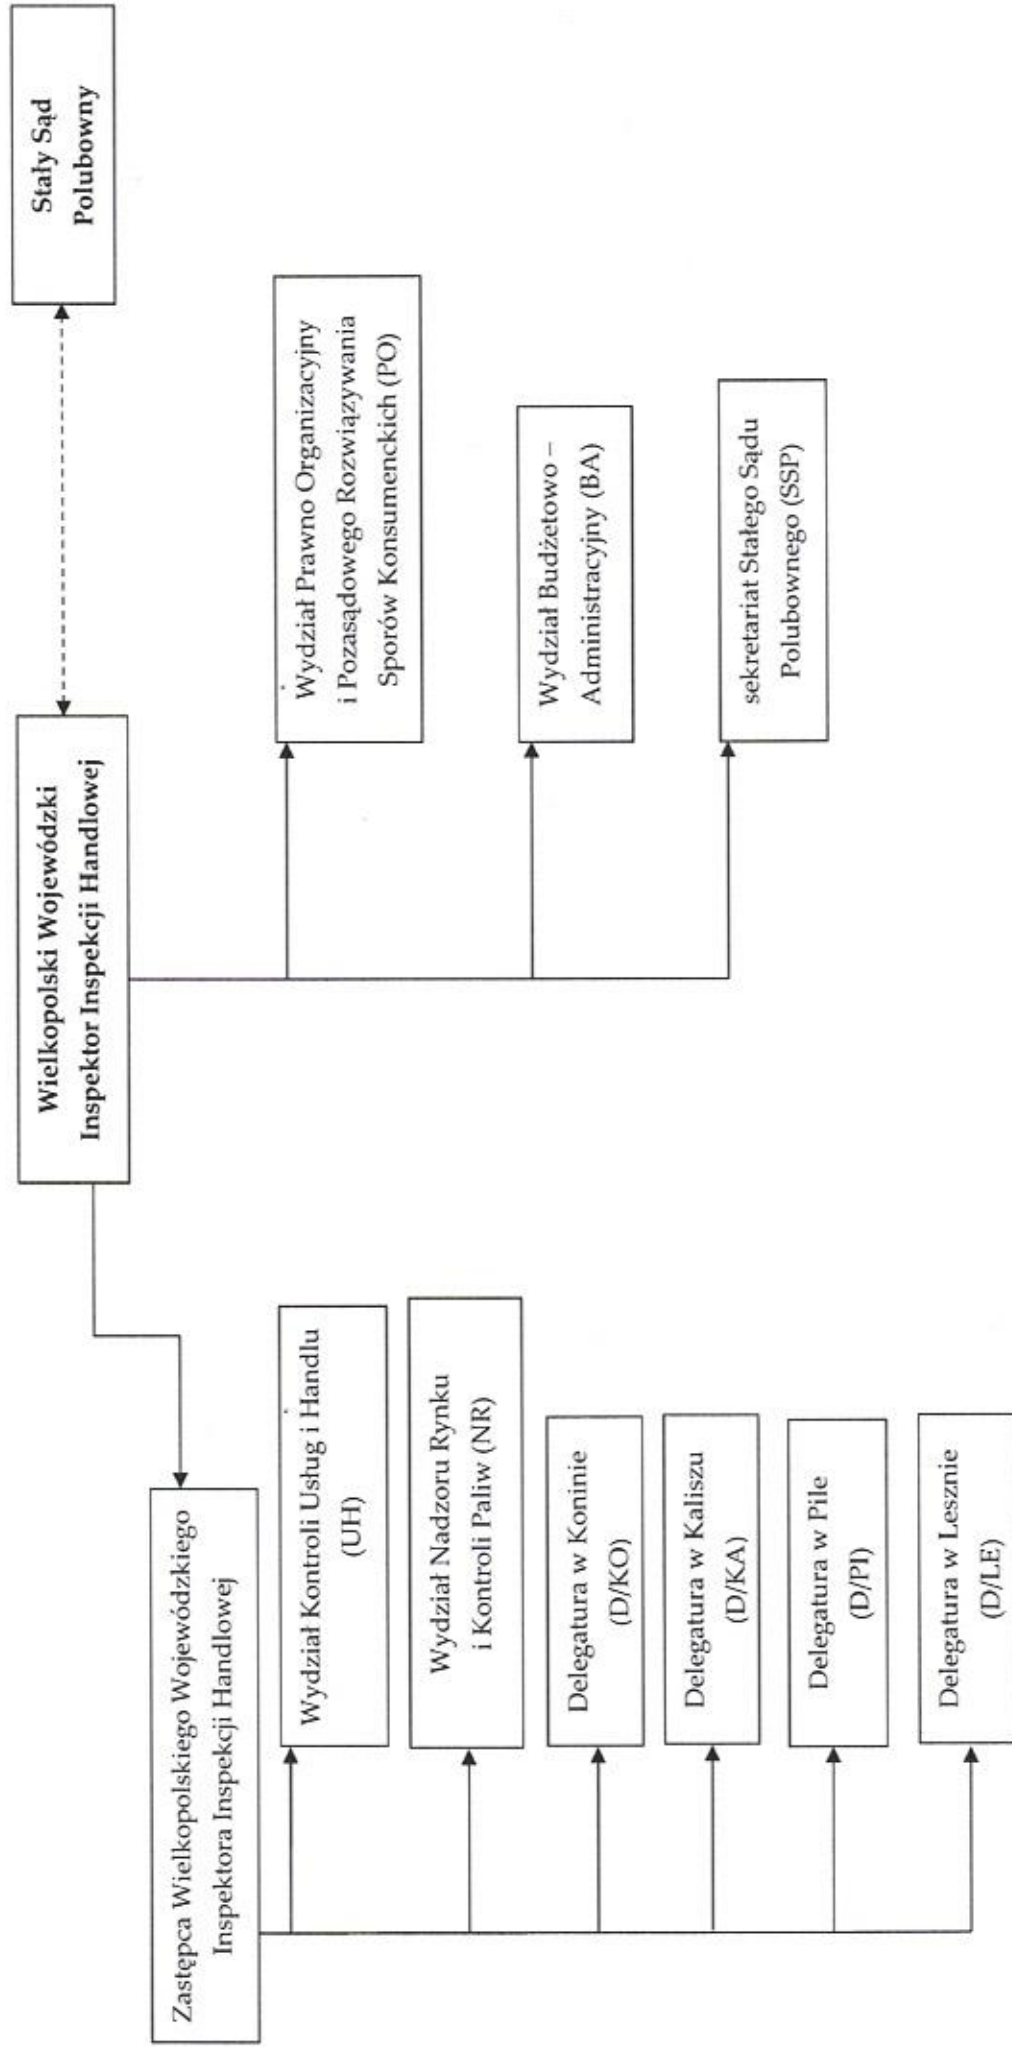 Stały Sąd
Polubowny
Wielkopolski Wojewódzki
Inspektor Inspekcji Handlowej
Wydział Prawno Organizacyjny
i Pozasądowego Rozwiązywania
Sporów Konsumenckich (PO)
Wydział Budżetowo –
Administracyjny (BA)
sekretariat Stałego Sądu
Polubownego (SSP)
Zastępca Wielkopolskiego Wojewódzkiego
Inspektora Inspekcji Handlowej
Wydział Kontroli Usług i Handlu
(UH)
Wydział Nadzoru Rynku
i Kontroli Paliw (NR)
Delegatura w Koninie
(D/KO)
Delegatura w Kaliszu
(D/KA)
Delegatura w Pile
(D/PI)
Delegatura w Lesznie
(D/LE)